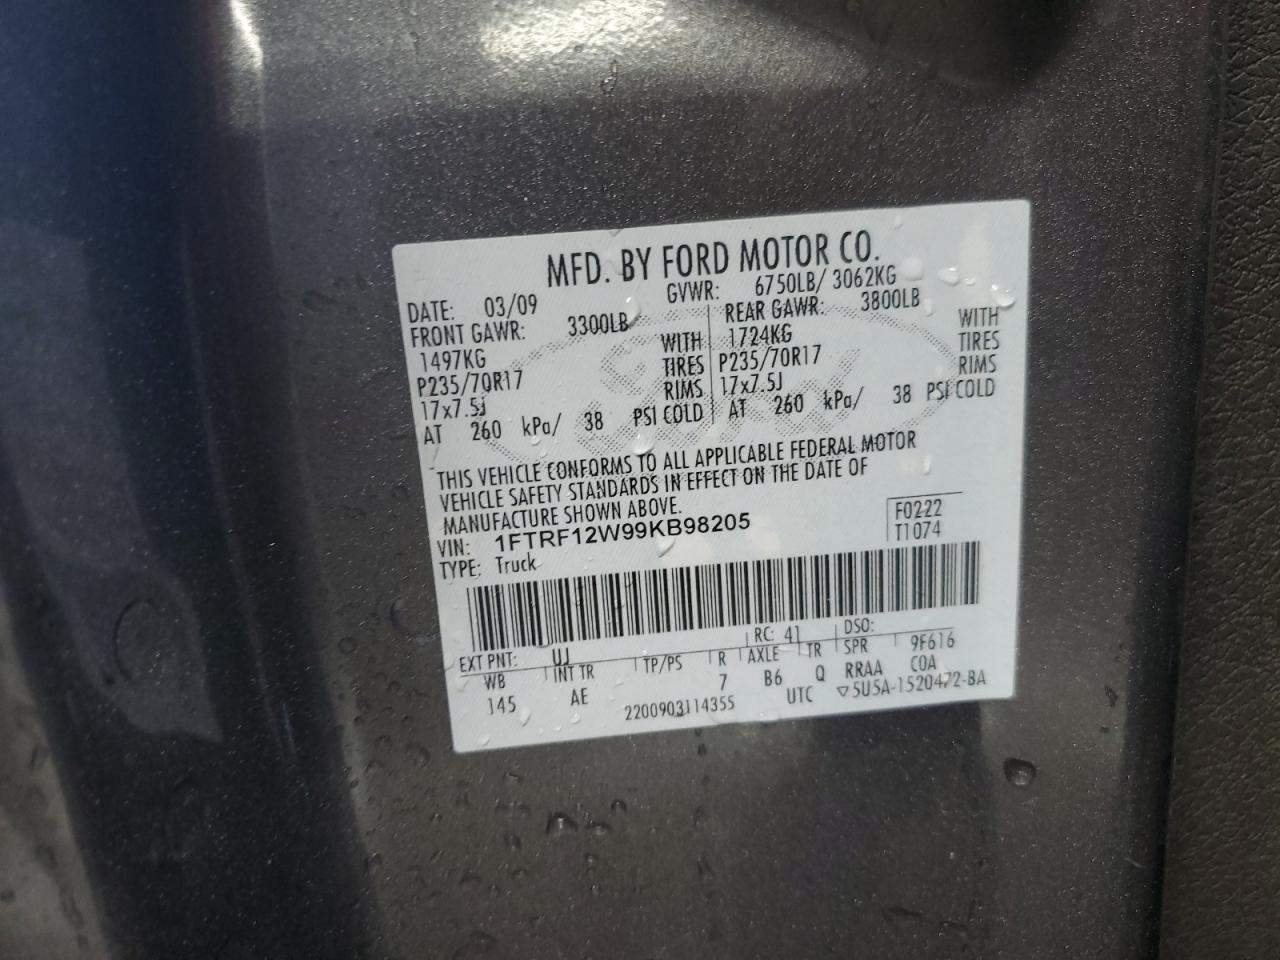 MFD. BY FORD MOTOR CO.
DATE: 03/09 GVWR: 6750LB/ 3062KG
FRONT GAWR: 3300LB REAR GAWR: 3800LB
1497KG WITH 1724KG WITH
P235/70R17 TIRES P235/70R17 TIRES
17x7.5J RIMS 17x7.5J RIMS
AT 260 kPa/ 38 PSI COLD AT 260 kPa/ 38 PSI COLD
THIS VEHICLE CONFORMS TO ALL APPLICABLE FEDERAL MOTOR
VEHICLE SAFETY STANDARDS IN EFFECT ON THE DATE OF
MANUFACTURE SHOWN ABOVE.
VIN: 1FTRF12W99KB98205 F0222
TYPE: Truck T1074
EXT PNT: UJ RC: 41 DSO:
WB INT TR TP/PS R AXLE TR SPR 9F616
145 AE 7 B6 Q RRAA COA
2200903114355 UTC ▽5U5A-1520472-BA